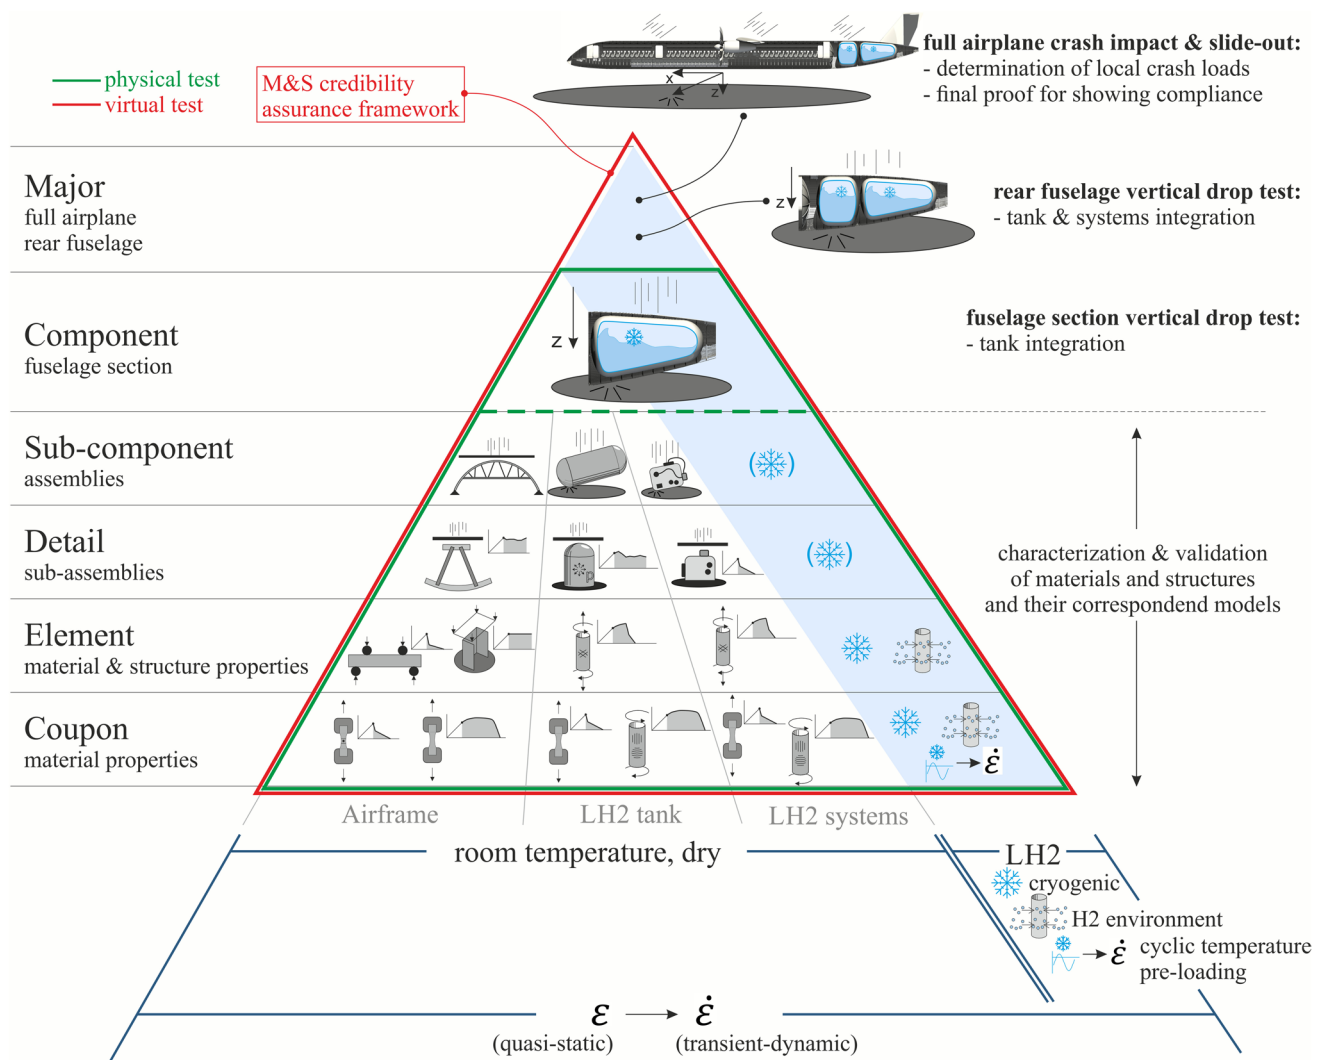 physical test
virtual test
M&S credibility
assurance framework
x
z
full airplane crash impact & slide-out:
- determination of local crash loads
- final proof for showing compliance
Major
full airplane
rear fuselage
z
rear fuselage vertical drop test:
- tank & systems integration
Component
fuselage section
z
fuselage section vertical drop test:
- tank integration
Sub-component
assemblies
( )
Detail
sub-assemblies
P
( )
characterization & validation
of materials and structures
and their correspondend models
Element
material & structure properties
Coupon
material properties
ε̇
Airframe
LH2 tank
LH2 systems
room temperature, dry
LH2
cryogenic
H2 environment
ε̇ cyclic temperature
pre-loading
ε ε̇
(quasi-static) (transient-dynamic)